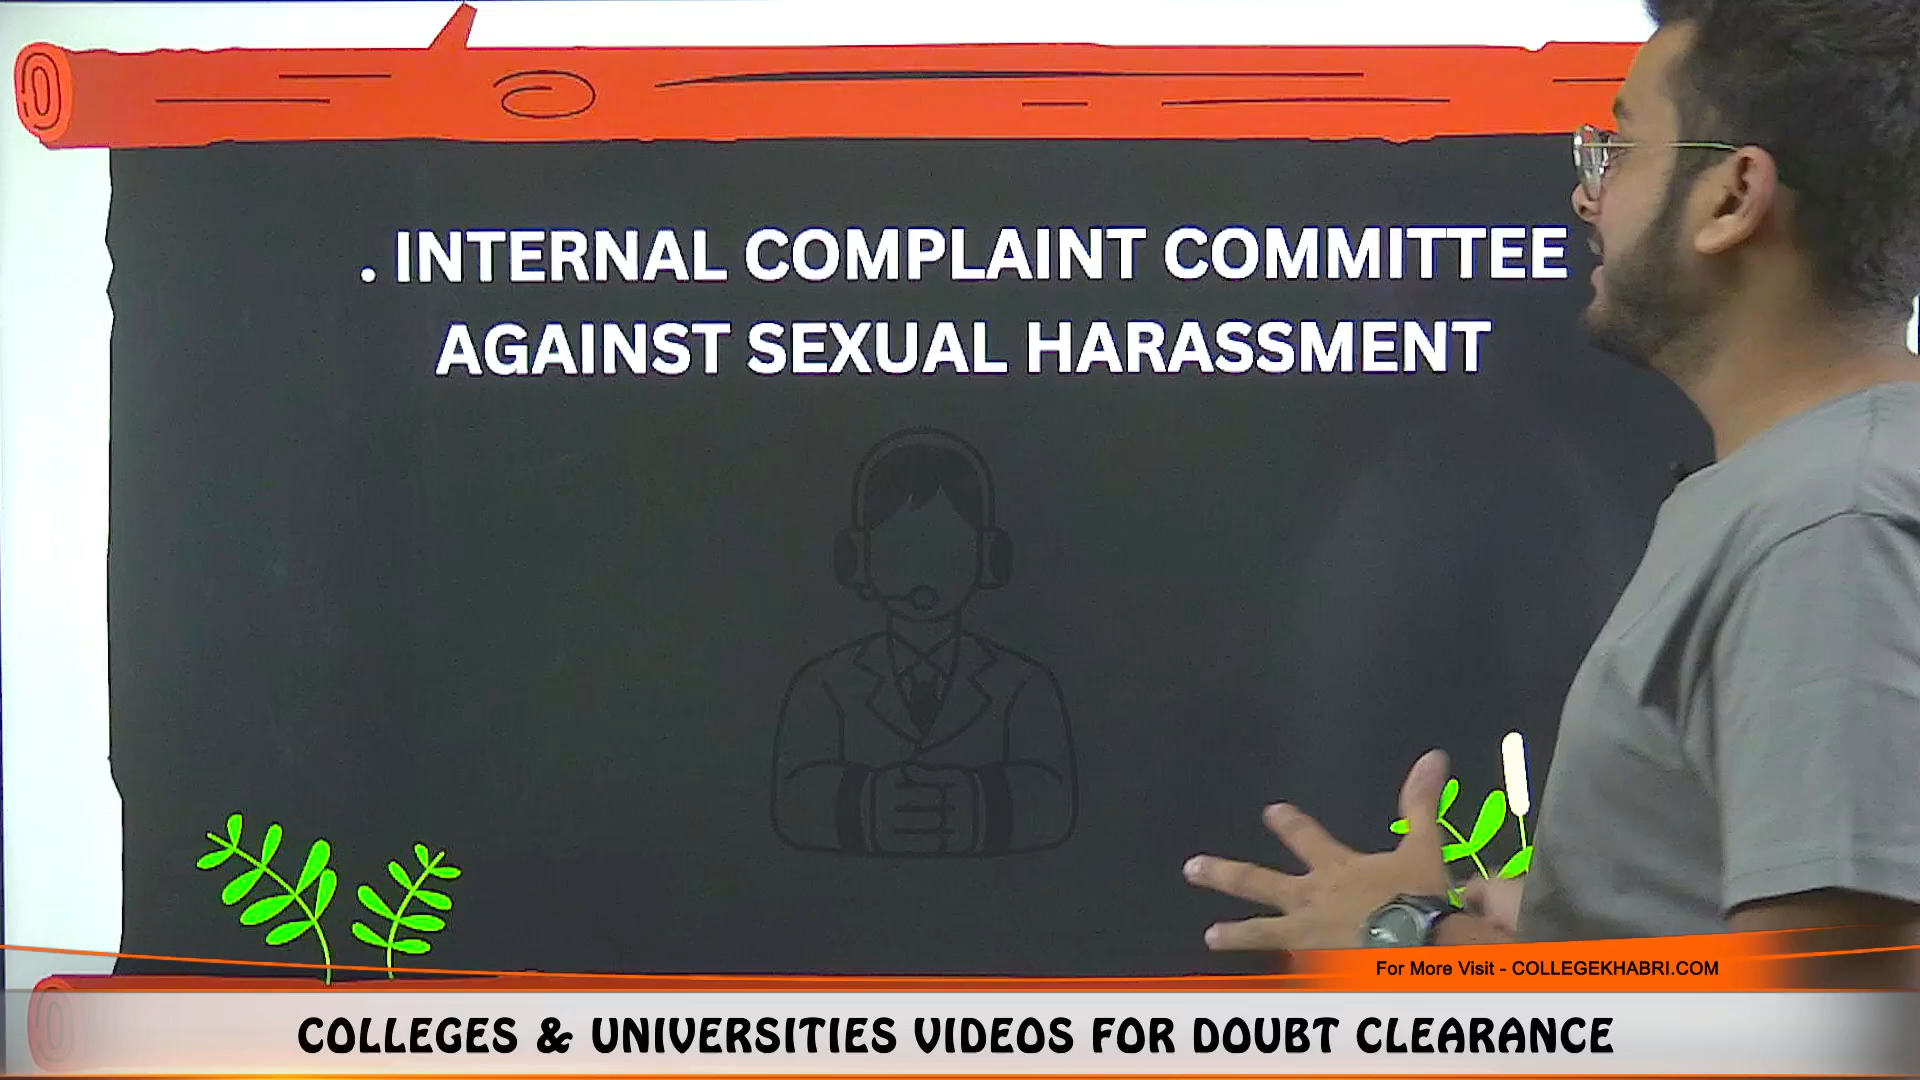 . INTERNAL COMPLAINT COMMITTEE
AGAINST SEXUAL HARASSMENT
For More Visit - COLLEGEKHABRI.COM
COLLEGES & UNIVERSITIES VIDEOS FOR DOUBT CLEARANCE